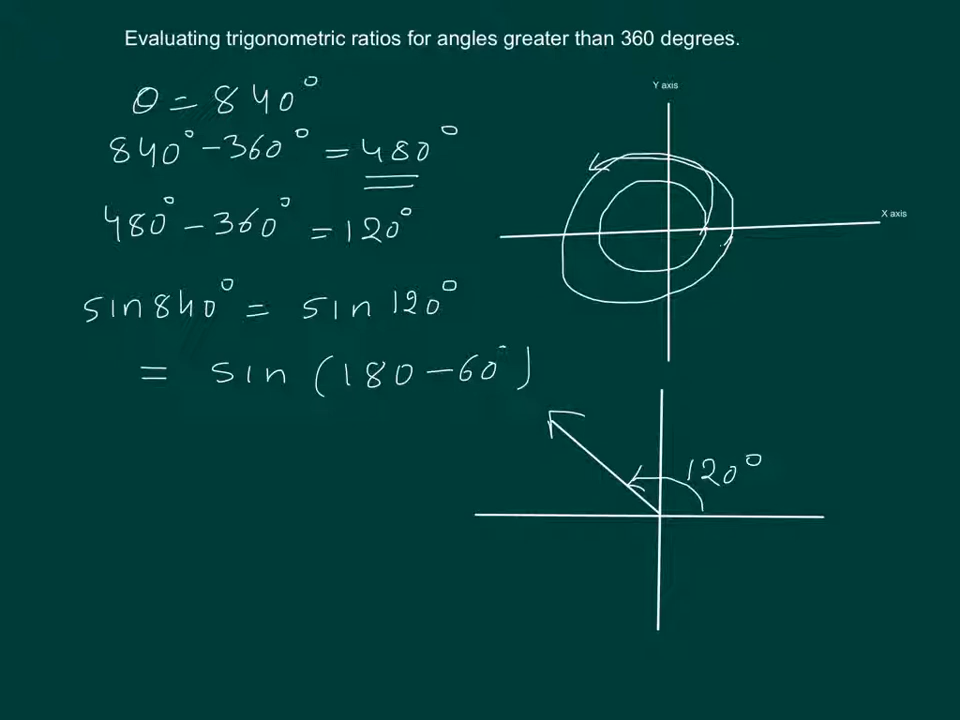 Evaluating trigonometric ratios for angles greater than 360 degrees.
θ = 840°
840° - 360° = 480°
480° - 360° = 120°
sin 840° = sin 120°
= sin (180 - 60°)
Y axis
X axis
120°